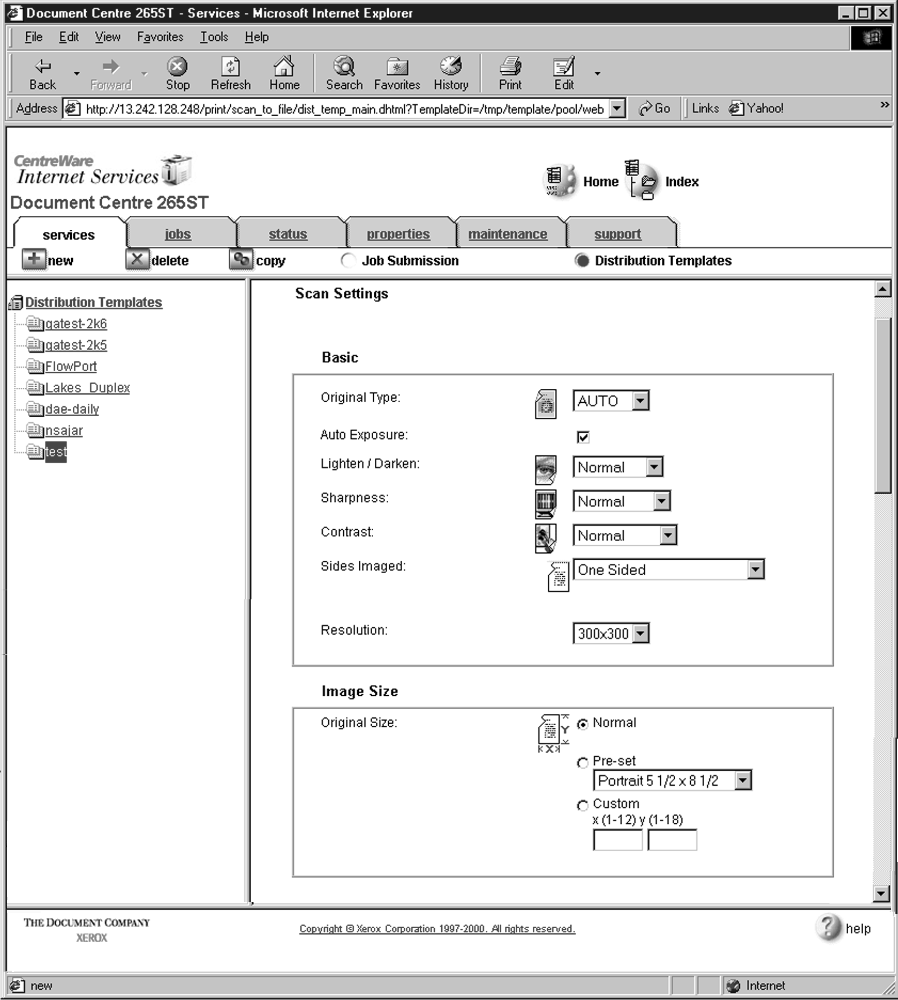 Document Centre 265ST - Services - Microsoft Internet Explorer
File Edit View Favorites Tools Help
Back Forward Stop Refresh Home Search Favorites History Print Edit
Address http://13.242.128.248/print/scan_to_file/dist_temp_main.dhtml?TemplateDir=/tmp/template/pool/web Go Links Yahoo! »
CentreWare
Internet Services
Document Centre 265ST
Home Index
services jobs status properties maintenance support
new delete copy Job Submission Distribution Templates
Distribution Templates
qatest-2k6
qatest-2k5
FlowPort
Lakes_Duplex
dae-daily
nsajar
test
Scan Settings
Basic
Original Type: AUTO
Auto Exposure:
Lighten / Darken: Normal
Sharpness: Normal
Contrast: Normal
Sides Imaged: One Sided
Resolution: 300x300
Image Size
Original Size: Y Normal
X
Pre-set
Portrait 5 1/2 x 8 1/2
Custom
x (1-12) y (1-18)
THE DOCUMENT COMPANY
XEROX
Copyright © Xerox Corporation 1997-2000. All rights reserved.
? help
new Internet